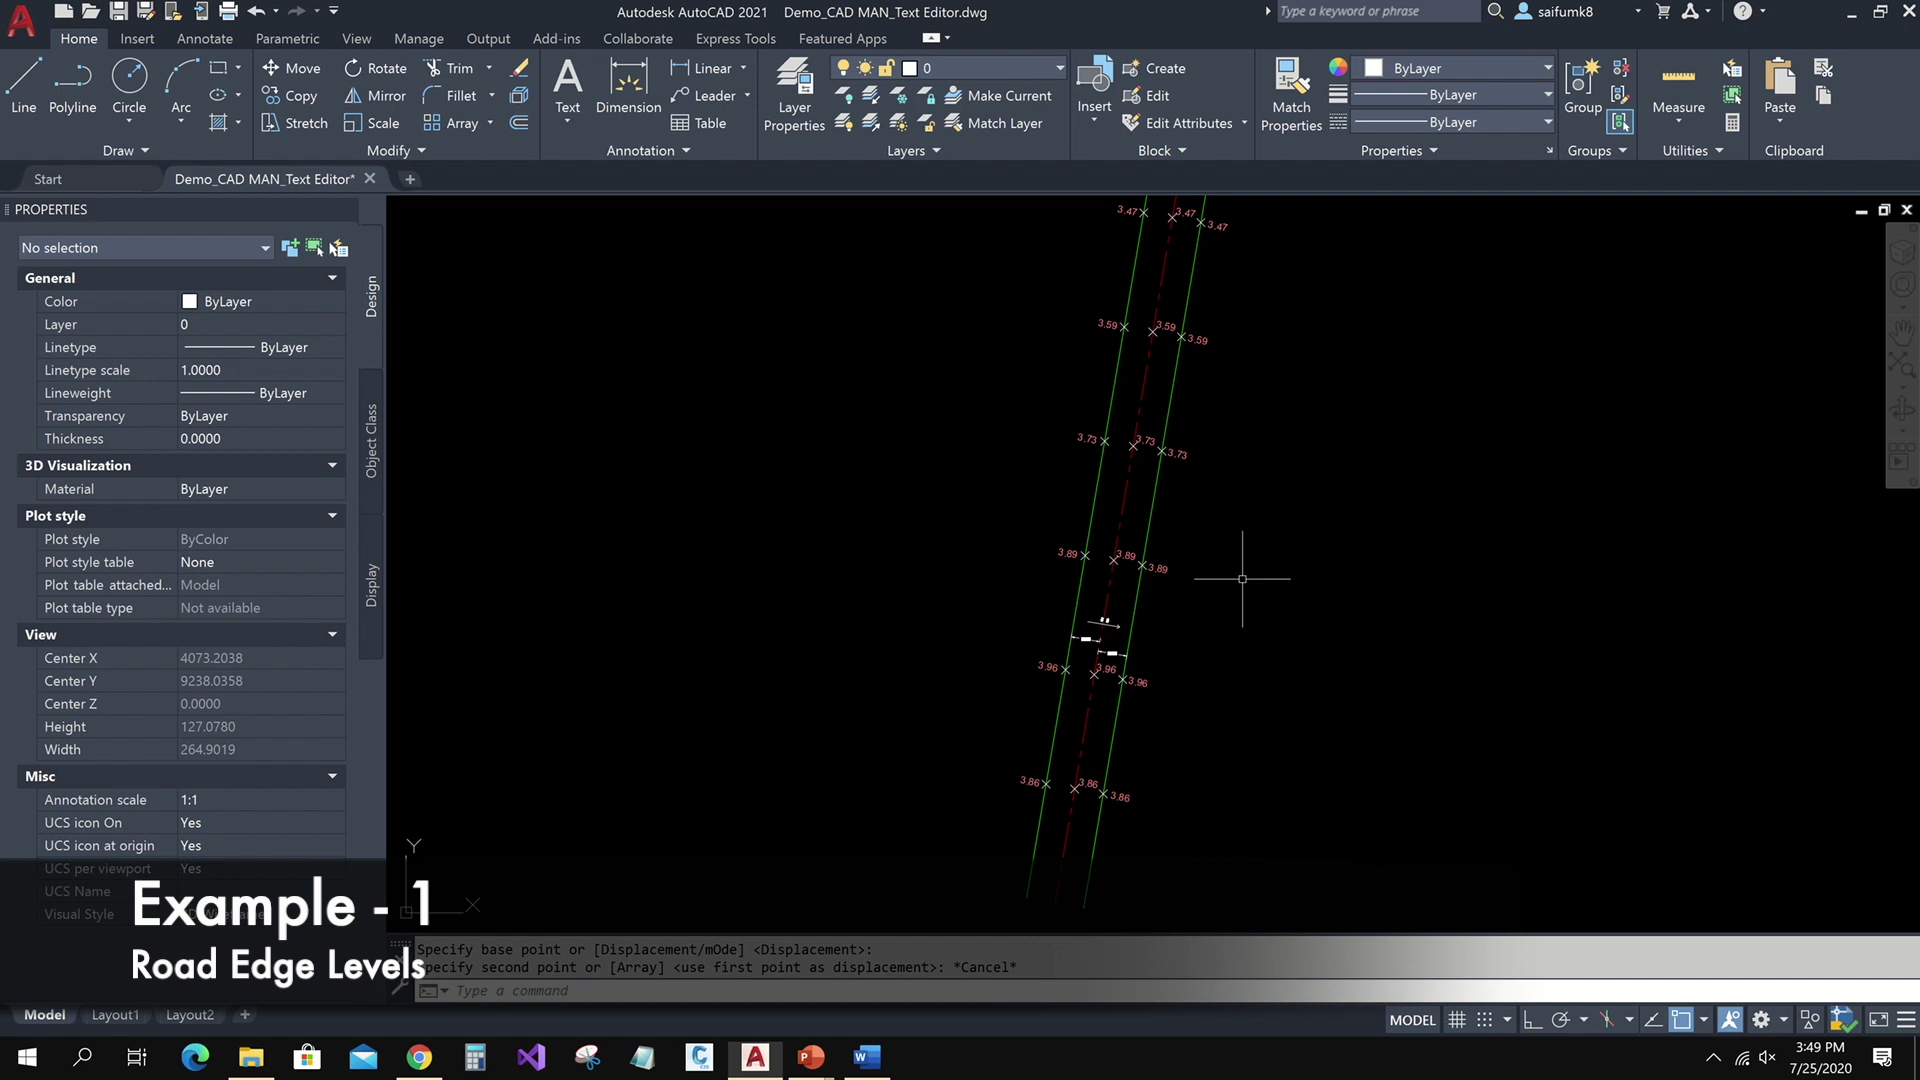 Autodesk AutoCAD 2021 Demo_CAD MAN_Text Editor.dwg
Type a keyword or phrase
saifumk8
Home Insert Annotate Parametric View Manage Output Add-ins Collaborate Express Tools Featured Apps
Line Polyline Circle Arc
Move Rotate Trim
Copy Mirror Fillet
Stretch Scale Array
Text Dimension
Linear
Leader
Table
Layer Properties
0
Make Current
Match Layer
Insert
Create
Edit
Edit Attributes
Match Properties
ByLayer
ByLayer
ByLayer
Group
Measure
Paste
Draw Modify Annotation Layers Block Properties Groups Utilities Clipboard
Start
Demo_CAD MAN_Text Editor*
PROPERTIES
No selection
General
Color ByLayer
Layer 0
Linetype ByLayer
Linetype scale 1.0000
Lineweight ByLayer
Transparency ByLayer
Thickness 0.0000
3D Visualization
Material ByLayer
Plot style
Plot style ByColor
Plot style table None
Plot table attached... Model
Plot table type Not available
View
Center X 4073.2038
Center Y 9238.0358
Center Z 0.0000
Height 127.0780
Width 264.9019
Misc
Annotation scale 1:1
UCS icon On Yes
UCS icon at origin Yes
UCS per viewport Yes
UCS Name
Visual Style
Design
Object Class
Display
3.47 3.47 3.47
3.59 3.59 3.59
3.73 3.73 3.73
3.89 3.89 3.89
3.96 3.96 3.96
3.86 3.86 3.86
Y
X
Example - 1
Road Edge Levels
Specify base point or [Displacement/mOde] <Displacement>:
Specify second point or [Array] <use first point as displacement>: *Cancel*
Type a command
Model Layout1 Layout2
MODEL
3:49 PM
7/25/2020